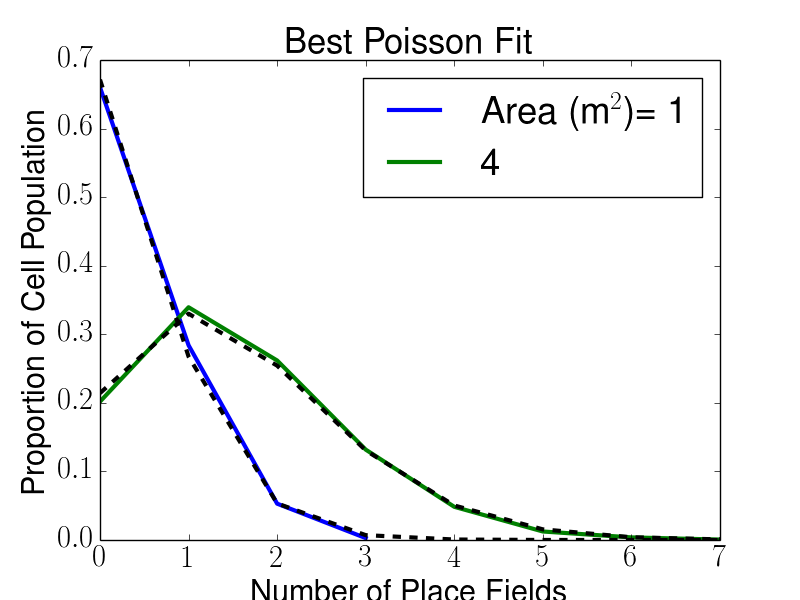 Best Poisson Fit
Area (m²)= 1
4
Proportion of Cell Population
0.7
0.6
0.5
0.4
0.3
0.2
0.1
0.0
0 1 2 3 4 5 6 7
Number of Place Fields